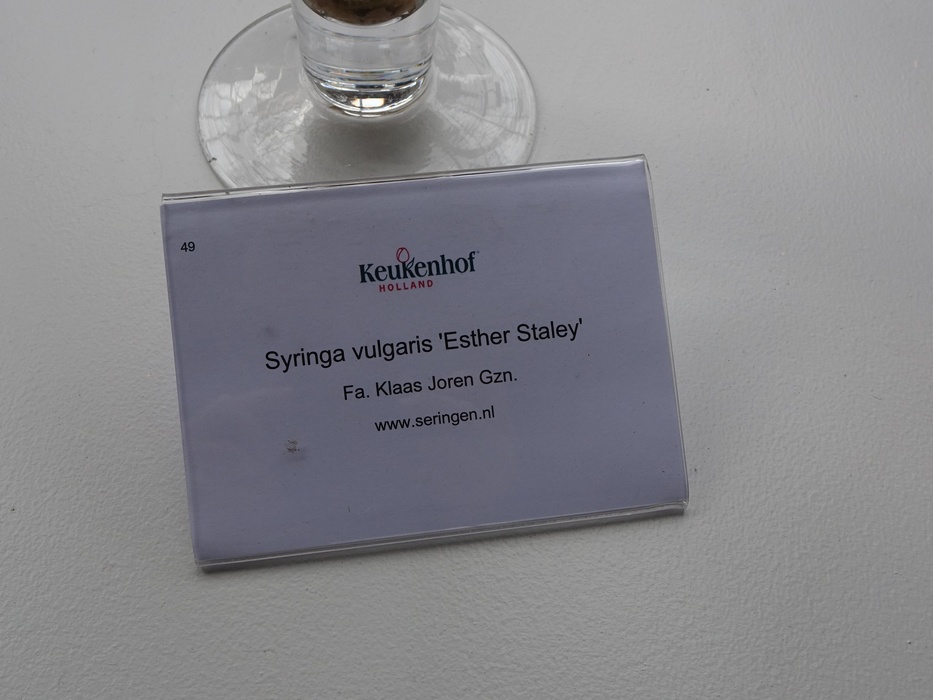 49
Keukenhof
HOLLAND
Syringa vulgaris 'Esther Staley'
Fa. Klaas Joren Gzn.
www.seringen.nl